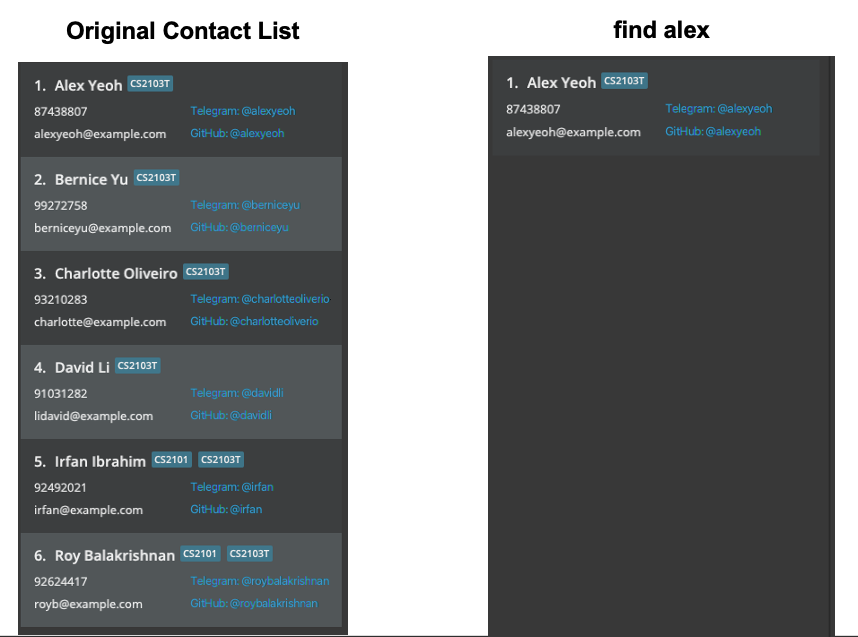 Original Contact List
1. Alex Yeoh CS2103T
87438807 Telegram: @alexyeoh
alexyeoh@example.com GitHub: @alexyeoh
2. Bernice Yu CS2103T
99272758 Telegram: @berniceyu
berniceyu@example.com GitHub: @berniceyu
3. Charlotte Oliveiro CS2103T
93210283 Telegram: @charlotteoliverio
charlotte@example.com GitHub: @charlotteoliverio
4. David Li CS2103T
91031282 Telegram: @davidli
lidavid@example.com GitHub: @davidli
5. Irfan Ibrahim CS2101 CS2103T
92492021 Telegram: @irfan
irfan@example.com GitHub: @irfan
6. Roy Balakrishnan CS2101 CS2103T
92624417 Telegram: @roybalakrishnan
royb@example.com GitHub: @roybalakrishnan
find alex
1. Alex Yeoh CS2103T
87438807 Telegram: @alexyeoh
alexyeoh@example.com GitHub: @alexyeoh